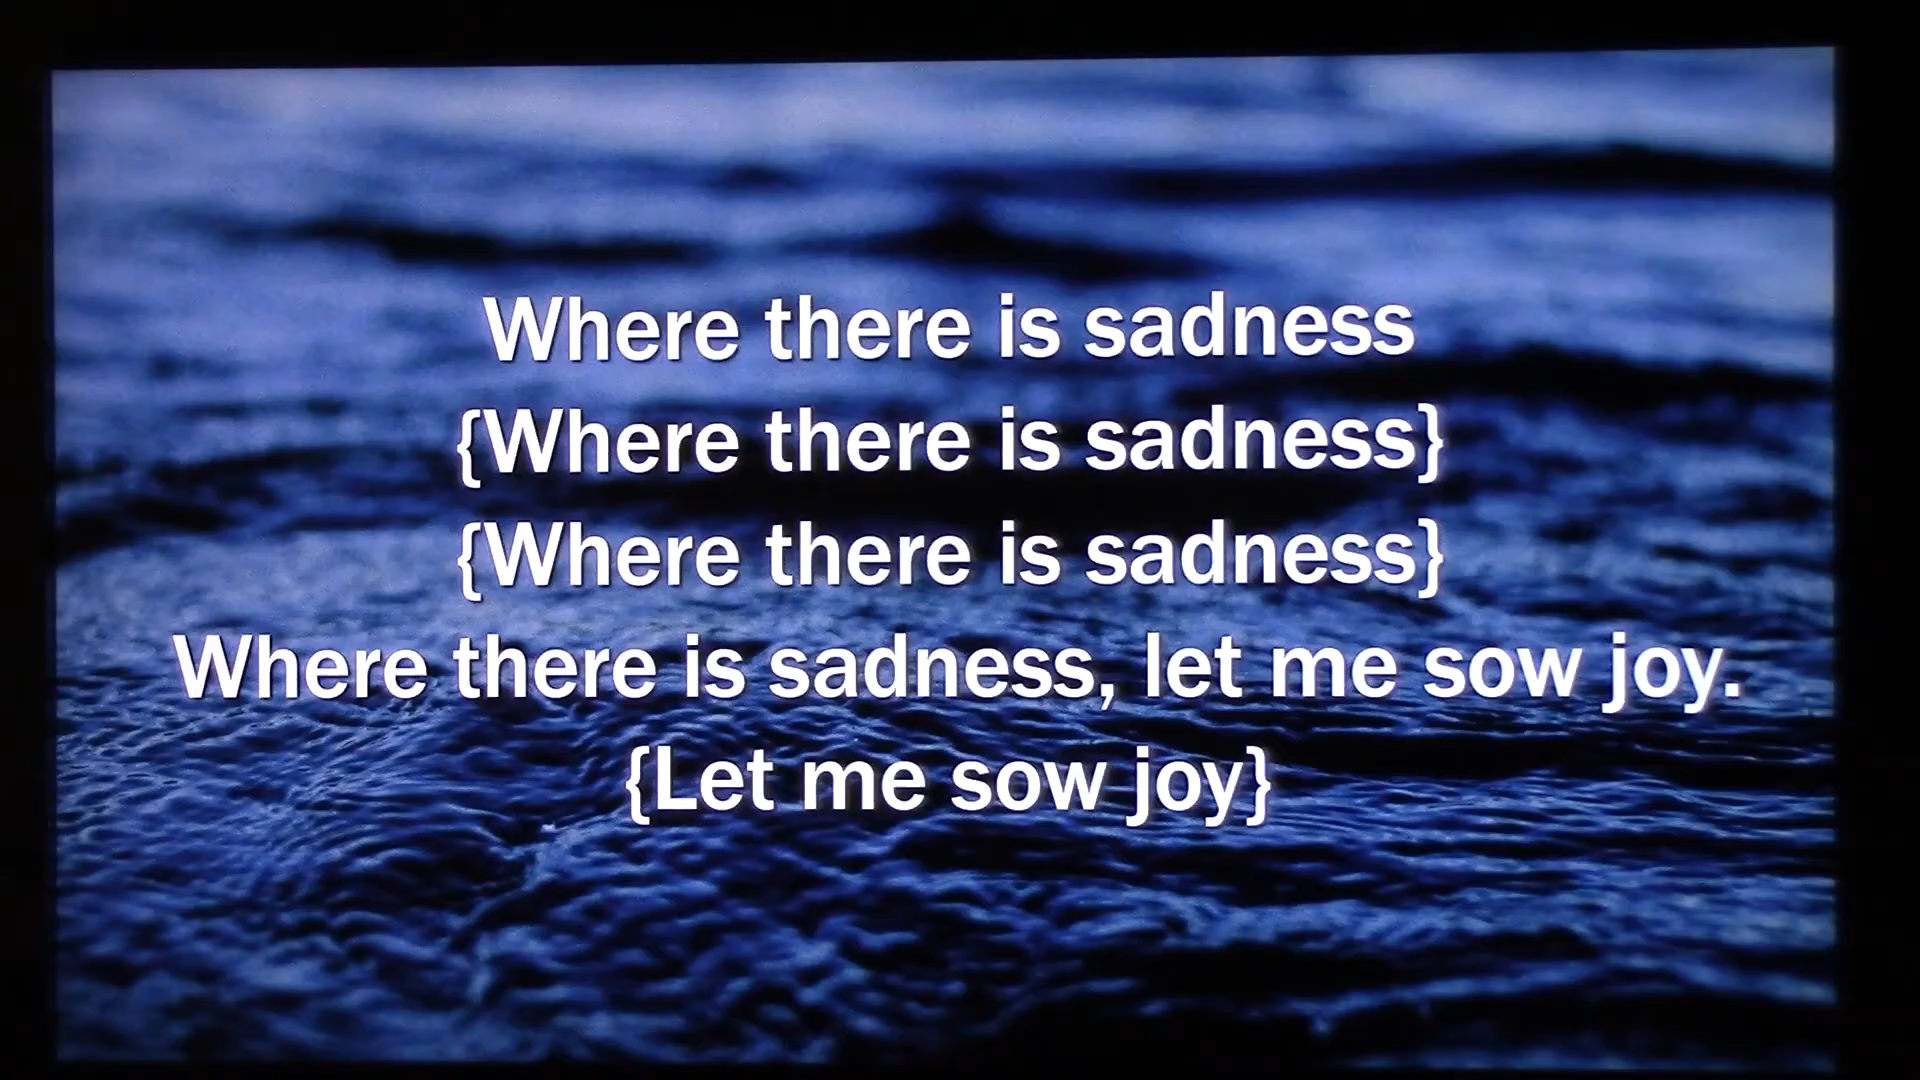 Where there is sadness
{Where there is sadness}
{Where there is sadness}
Where there is sadness, let me sow joy.
{Let me sow joy}